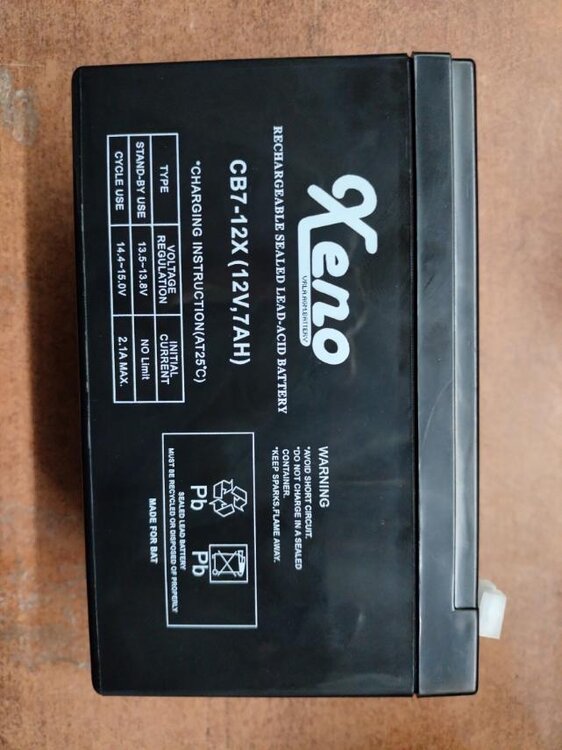 Xeno
VRLA AGM BATTERY
RECHARGEABLE SEALED LEAD-ACID BATTERY
CB7-12X (12V,7AH)
*CHARGING INSTRUCTION(AT25℃)
TYPE VOLTAGE REGULATION INITIAL CURRENT
STAND-BY USE 13.5~13.8V NO Limit
CYCLE USE 14.4~15.0V 2.1A MAX.
WARNING
*AVOID SHORT CIRCUIT.
*DO NOT CHARGE IN A SEALED
CONTAINER.
*KEEP SPARKS,FLAME AWAY.
Pb Pb
SEALED LEAD BATTERY
MUST BE RECYCLED OR DISPOSED OF PROPERLY
MADE FOR BAT